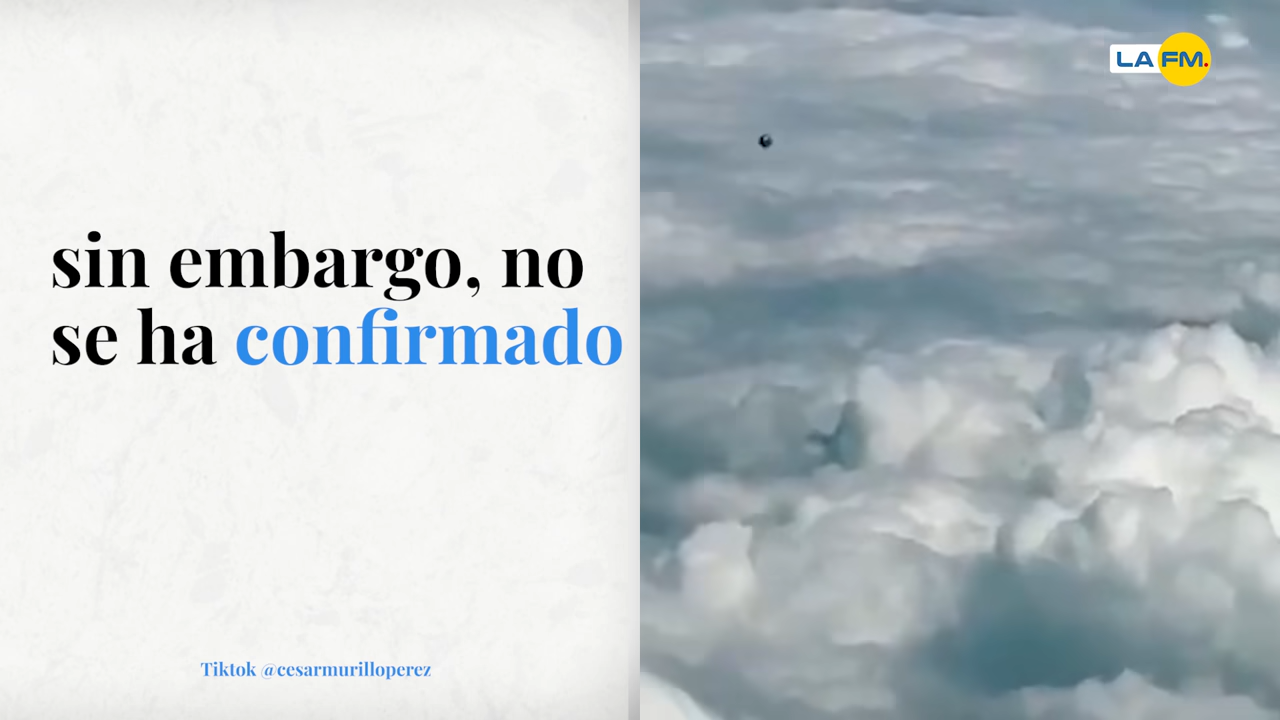 sin embargo, no
se ha confirmado
Tiktok @cesarmurilloperez
LA FM.